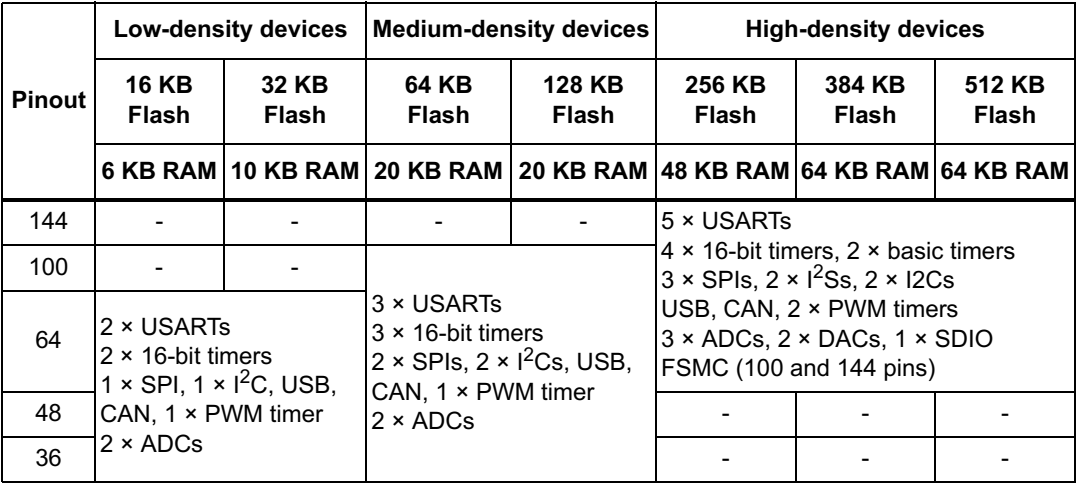 Pinout
Low-density devices
Medium-density devices
High-density devices
16 KB
Flash
32 KB
Flash
64 KB
Flash
128 KB
Flash
256 KB
Flash
384 KB
Flash
512 KB
Flash
6 KB RAM
10 KB RAM
20 KB RAM
20 KB RAM
48 KB RAM
64 KB RAM
64 KB RAM
144
-
-
-
-
5 × USARTs
4 × 16-bit timers, 2 × basic timers
3 × SPIs, 2 × I²Ss, 2 × I2Cs
USB, CAN, 2 × PWM timers
3 × ADCs, 2 × DACs, 1 × SDIO
FSMC (100 and 144 pins)
100
-
-
3 × USARTs
3 × 16-bit timers
2 × SPIs, 2 × I²Cs, USB,
CAN, 1 × PWM timer
2 × ADCs
64
2 × USARTs
2 × 16-bit timers
1 × SPI, 1 × I²C, USB,
CAN, 1 × PWM timer
2 × ADCs
48
-
-
-
36
-
-
-